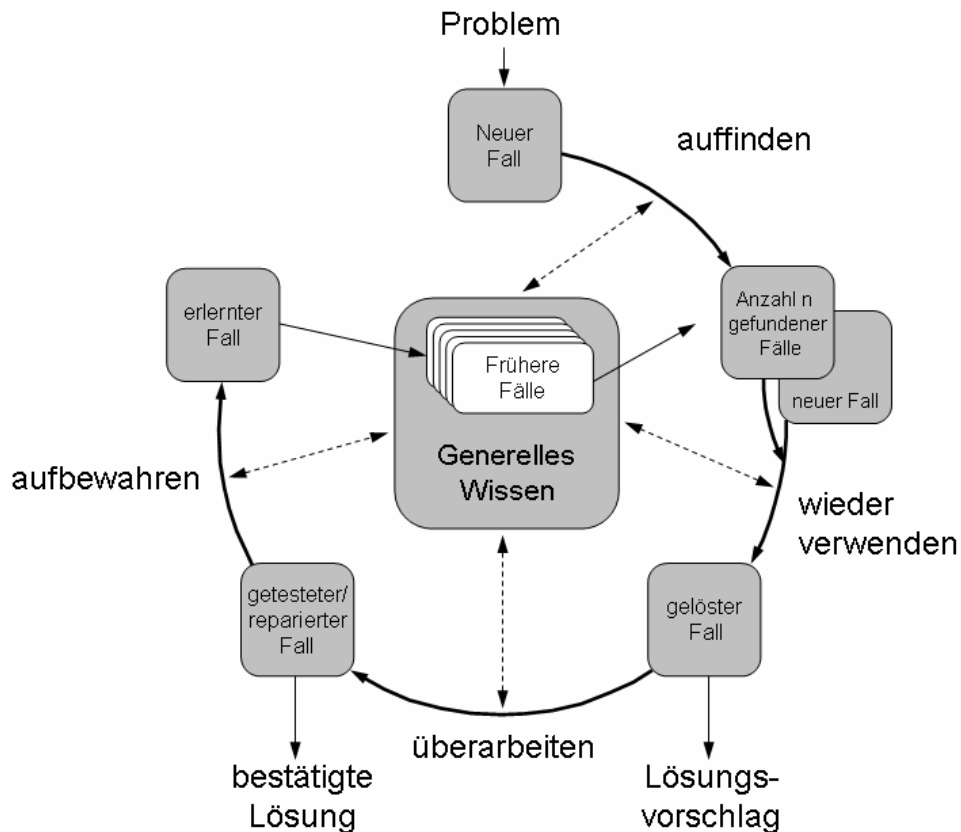 Problem
Neuer
Fall
auffinden
Anzahl n
gefundener
Fälle
neuer Fall
erlernter
Fall
Frühere
Fälle
Generelles
Wissen
aufbewahren
wieder
verwenden
getesteter/
reparierter
Fall
gelöster
Fall
überarbeiten
bestätigte
Lösung
Lösungs-
vorschlag